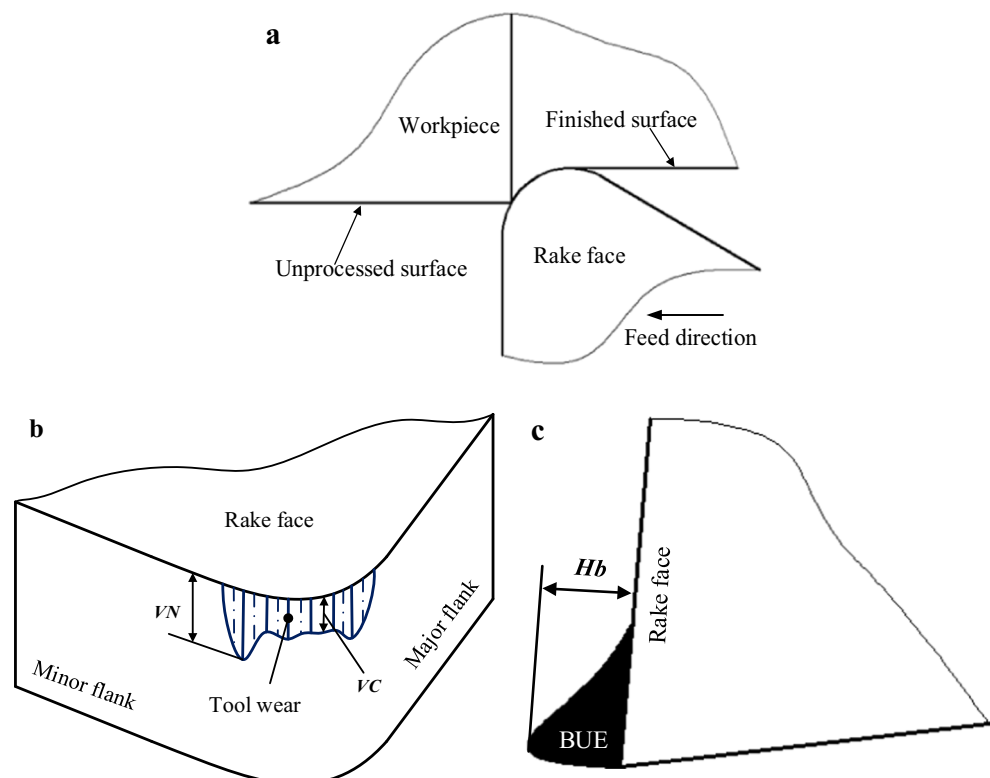 a
Workpiece
Finished surface
Unprocessed surface
Rake face
Feed direction
b
Rake face
VN
VC
Minor flank
Major flank
Tool wear
c
Hb
Rake face
BUE